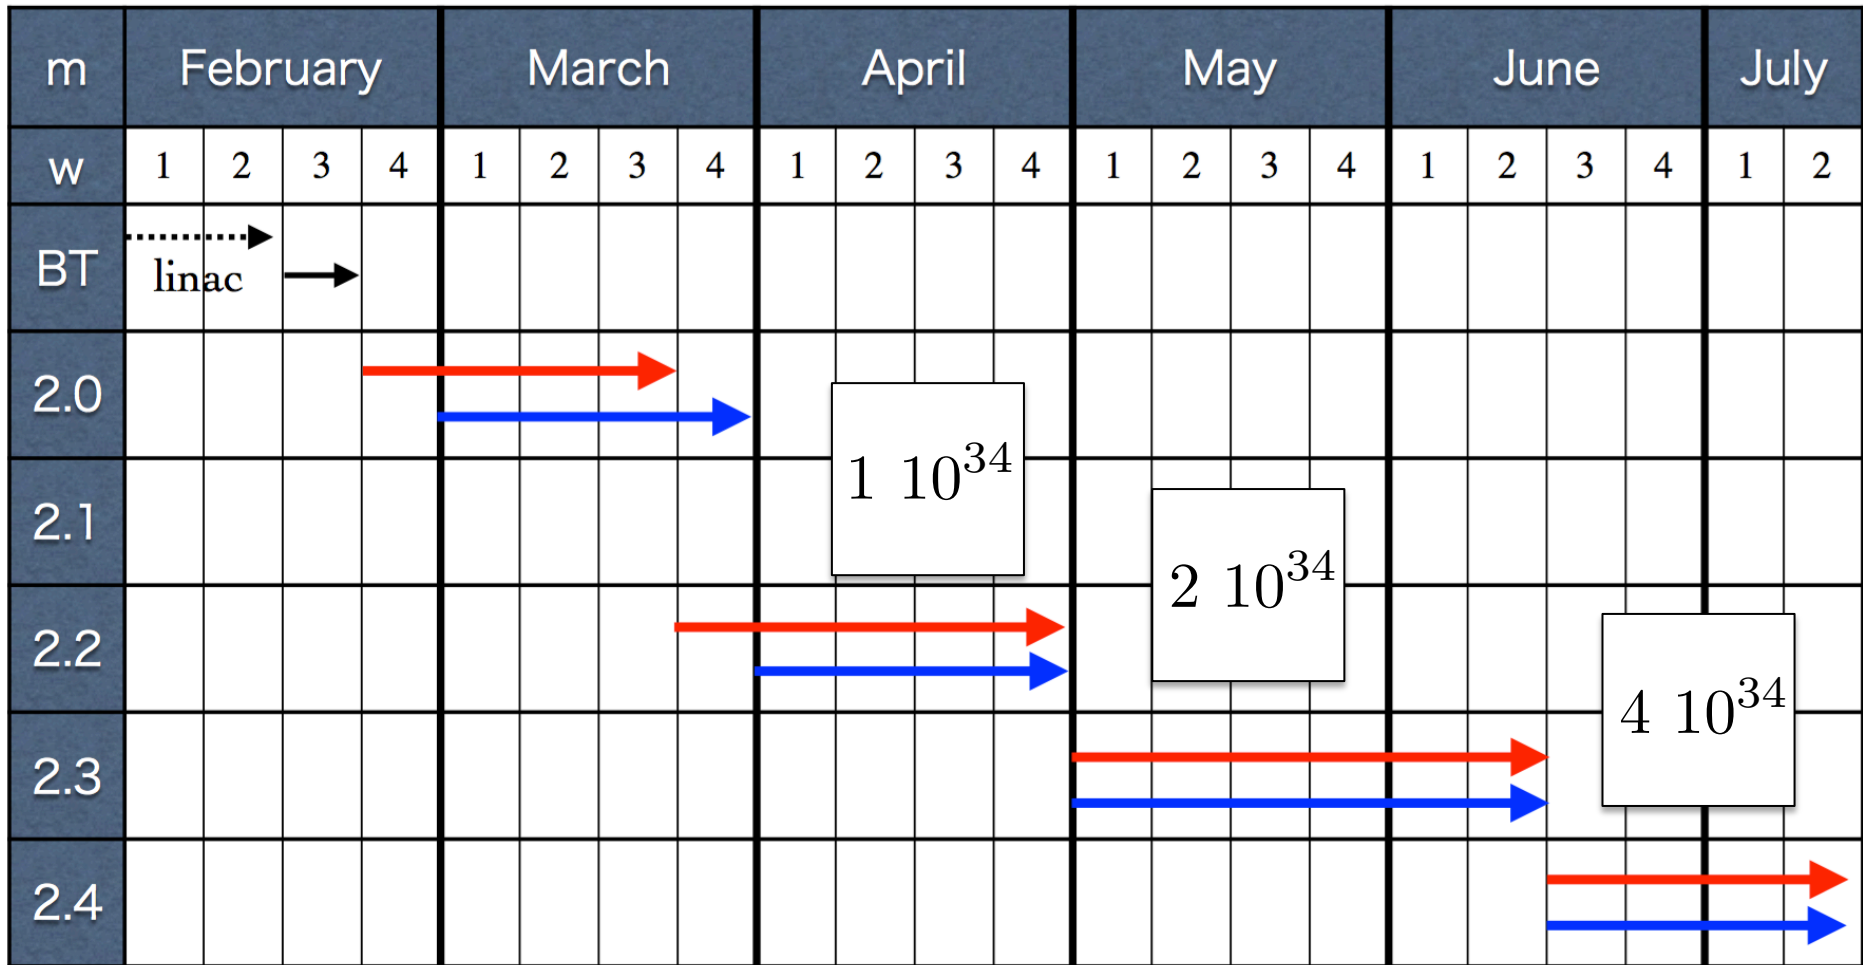 m February March April May June July
w 1 2 3 4 1 2 3 4 1 2 3 4 1 2 3 4 1 2 3 4 1 2
BT linac
2.0
1 10^34
2.1
2 10^34
2.2
4 10^34
2.3
2.4